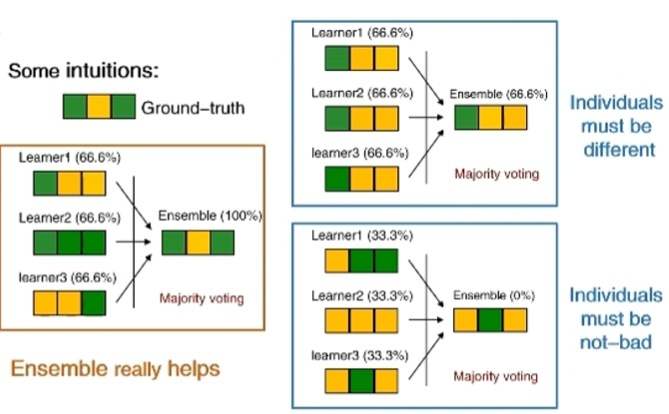 Some intuitions:
Ground-truth
Learner1 (66.6%)
Learner2 (66.6%)
Ensemble (100%)
learner3 (66.6%)
Majority voting
Ensemble really helps
Learner1 (66.6%)
Learner2 (66.6%)
Ensemble (66.6%)
learner3 (66.6%)
Majority voting
Individuals
must be
different
Learner1 (33.3%)
Learner2 (33.3%)
Ensemble (0%)
learner3 (33.3%)
Majority voting
Individuals
must be
not-bad